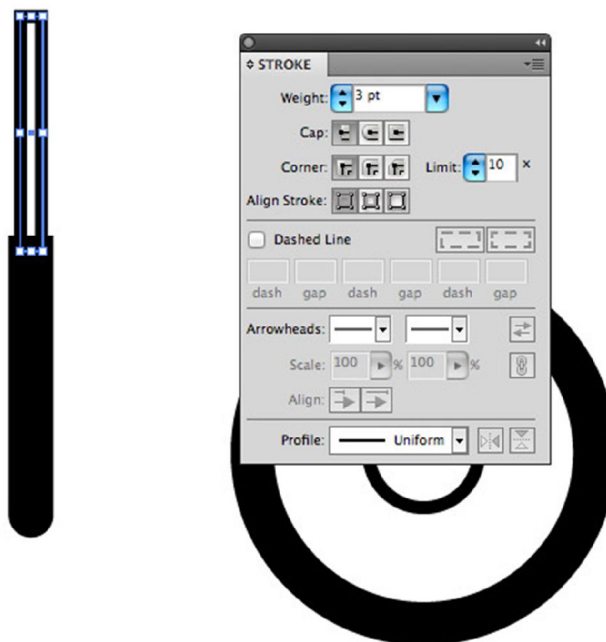 STROKE
Weight: 3 pt
Cap:
Corner: Limit: 10 ×
Align Stroke:
Dashed Line
dash gap dash gap dash gap
Arrowheads:
Scale: 100 % 100 %
Align:
Profile: Uniform